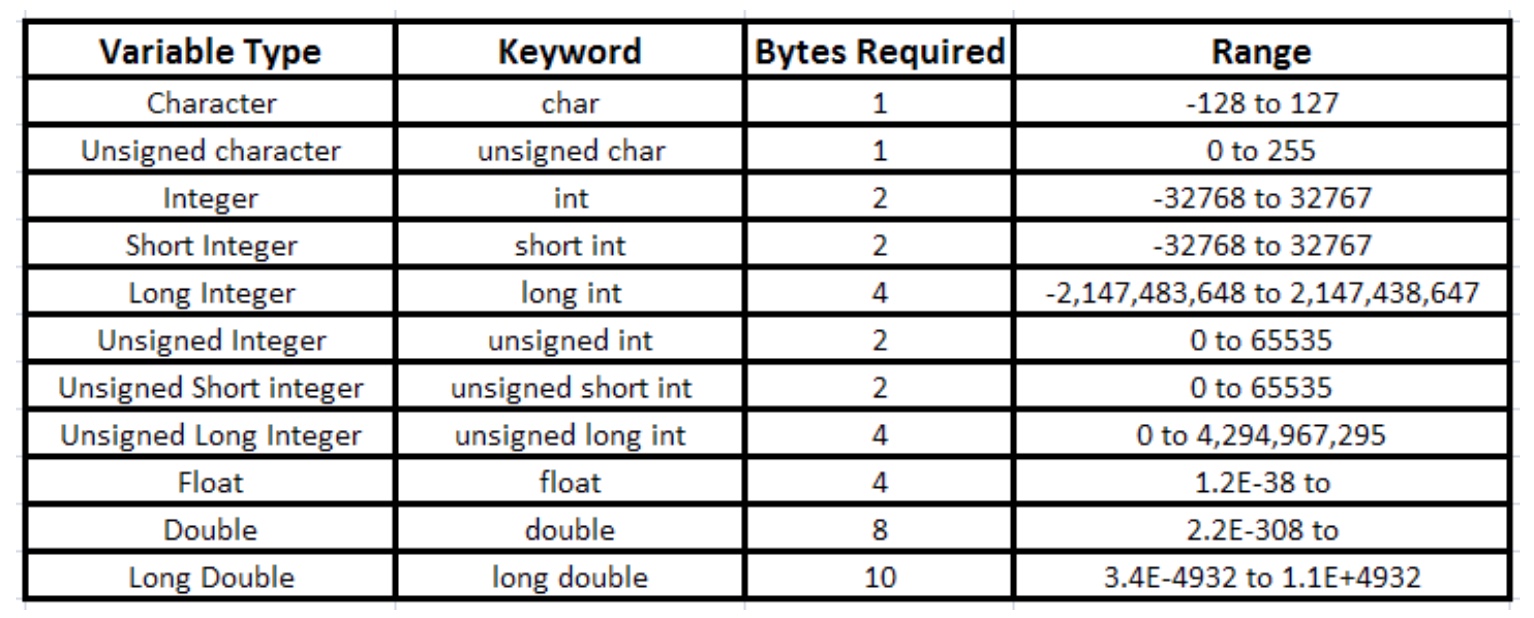 Variable Type Keyword Bytes Required Range
Character char 1 -128 to 127
Unsigned character unsigned char 1 0 to 255
Integer int 2 -32768 to 32767
Short Integer short int 2 -32768 to 32767
Long Integer long int 4 -2,147,483,648 to 2,147,438,647
Unsigned Integer unsigned int 2 0 to 65535
Unsigned Short integer unsigned short int 2 0 to 65535
Unsigned Long Integer unsigned long int 4 0 to 4,294,967,295
Float float 4 1.2E-38 to
Double double 8 2.2E-308 to
Long Double long double 10 3.4E-4932 to 1.1E+4932